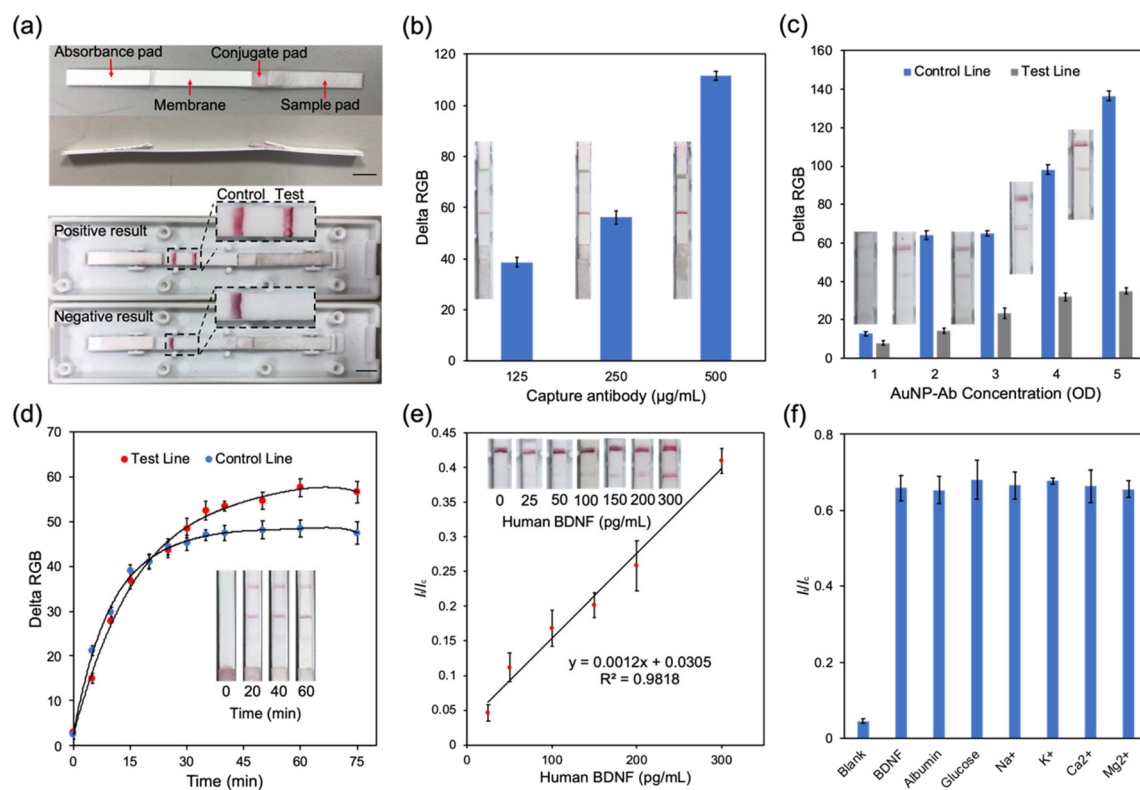 (a)
Absorbance pad
Conjugate pad
Membrane
Sample pad
Control Test
Positive result
Negative result
(b)
Delta RGB
120
100
80
60
40
20
0
125 250 500
Capture antibody (µg/mL)
(c)
Delta RGB
160
140
120
100
80
60
40
20
0
Control Line Test Line
1 2 3 4 5
AuNP-Ab Concentration (OD)
(d)
Delta RGB
70
60
50
40
30
20
10
0
Test Line Control Line
0 20 40 60
Time (min)
0 15 30 45 60 75
Time (min)
(e)
It/Ic
0.45
0.4
0.35
0.3
0.25
0.2
0.15
0.1
0.05
0
0 25 50 100 150 200 300
Human BDNF (pg/mL)
y = 0.0012x + 0.0305
R² = 0.9818
0 100 200 300
Human BDNF (pg/mL)
(f)
It/Ic
0.8
0.6
0.4
0.2
0
Blank
BDNF
Albumin
Glucose
Na+
K+
Ca2+
Mg2+